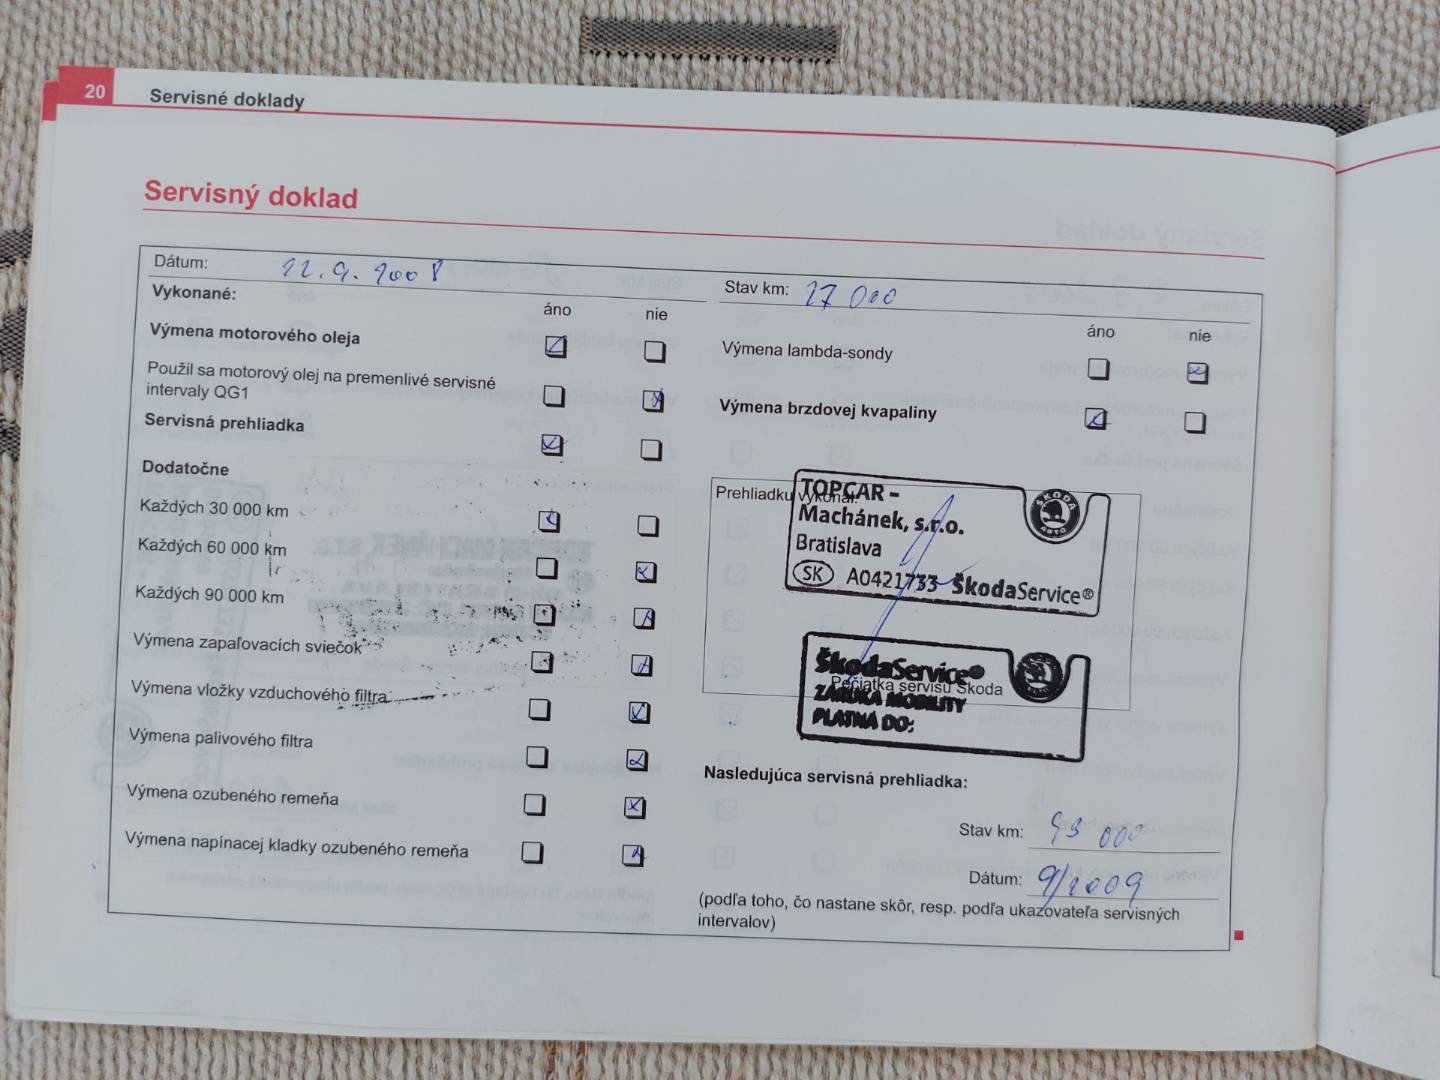 20 Servisné doklady
Servisný doklad
Dátum: 12.9.2008
Stav km: 27 000
Vykonané:
áno nie
áno nie
Výmena motorového oleja
Výmena lambda-sondy
Použil sa motorový olej na premenlivé servisné
intervaly QG1
Výmena brzdovej kvapaliny
Servisná prehliadka
Dodatočne
Každých 30 000 km
Každých 60 000 km
Každých 90 000 km
Výmena zapaľovacích sviečok
Výmena vložky vzduchového filtra
Výmena palivového filtra
Výmena ozubeného remeňa
Výmena napínacej kladky ozubeného remeňa
Prehliadku vykonal:
TOPCAR –
Machánek, s.r.o.
Bratislava
SK A0421733 ŠkodaService®
ŠKODA
AUTO
ŠkodaService®
Pečiatka servisu Škoda
ZÁRUKA MOBILITY
PLATNÁ DO:
Nasledujúca servisná prehliadka:
Stav km: 000
Dátum: 9/2009
(podľa toho, čo nastane skôr, resp. podľa ukazovateľa servisných
intervalov)